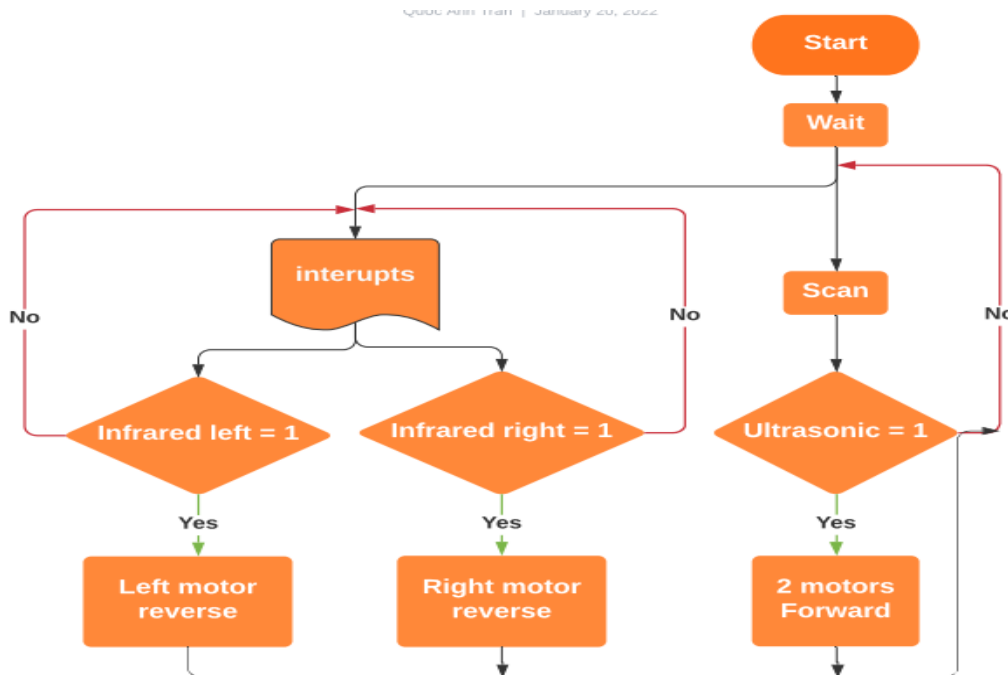 Start
Wait
interupts
Scan
No
No
No
Infrared left = 1
Infrared right = 1
Ultrasonic = 1
Yes
Yes
Yes
Left motor
reverse
Right motor
reverse
2 motors
Forward